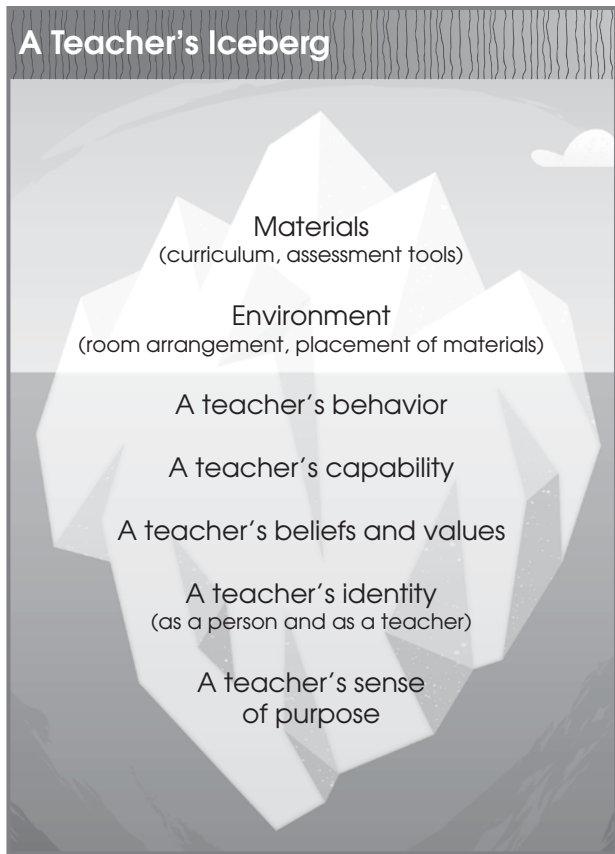 A Teacher’s Iceberg
Materials
(curriculum, assessment tools)
Environment
(room arrangement, placement of materials)
A teacher’s behavior
A teacher’s capability
A teacher’s beliefs and values
A teacher’s identity
(as a person and as a teacher)
A teacher’s sense
of purpose